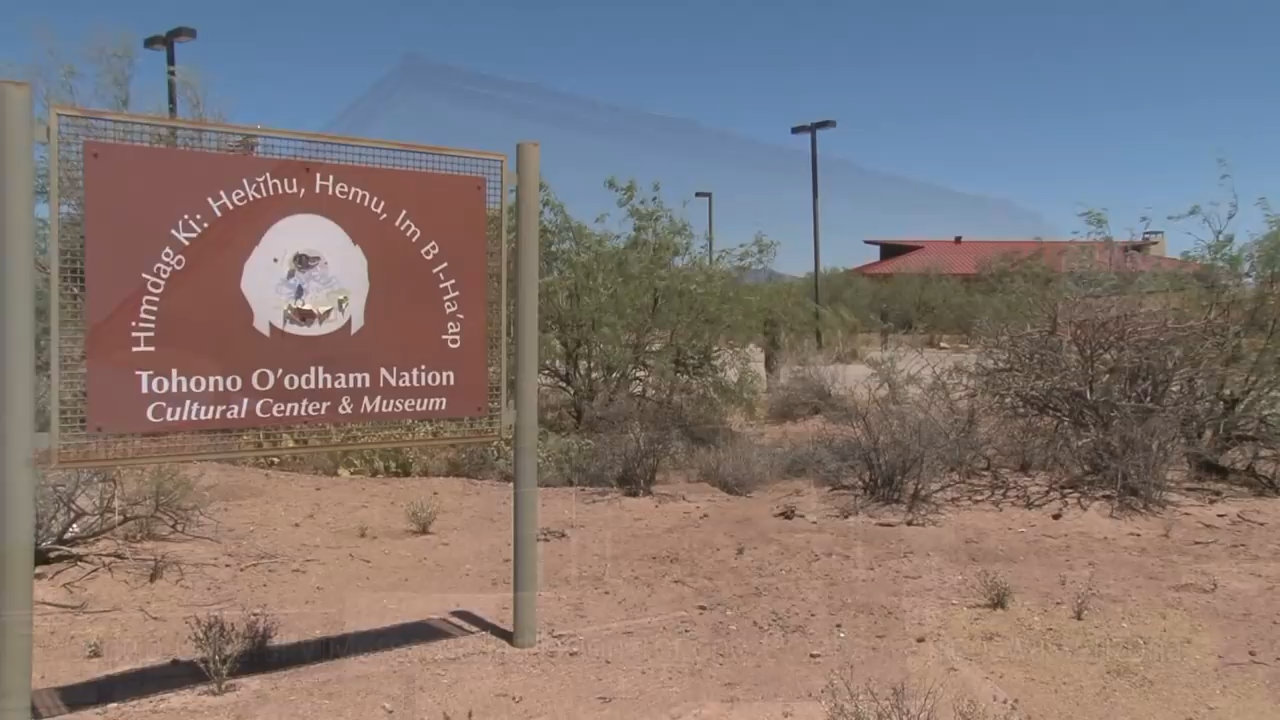 Himdag Ki: Hekĭhu, Hemu, Im B I-Ha'ap
Tohono O'odham Nation
Cultural Center & Museum